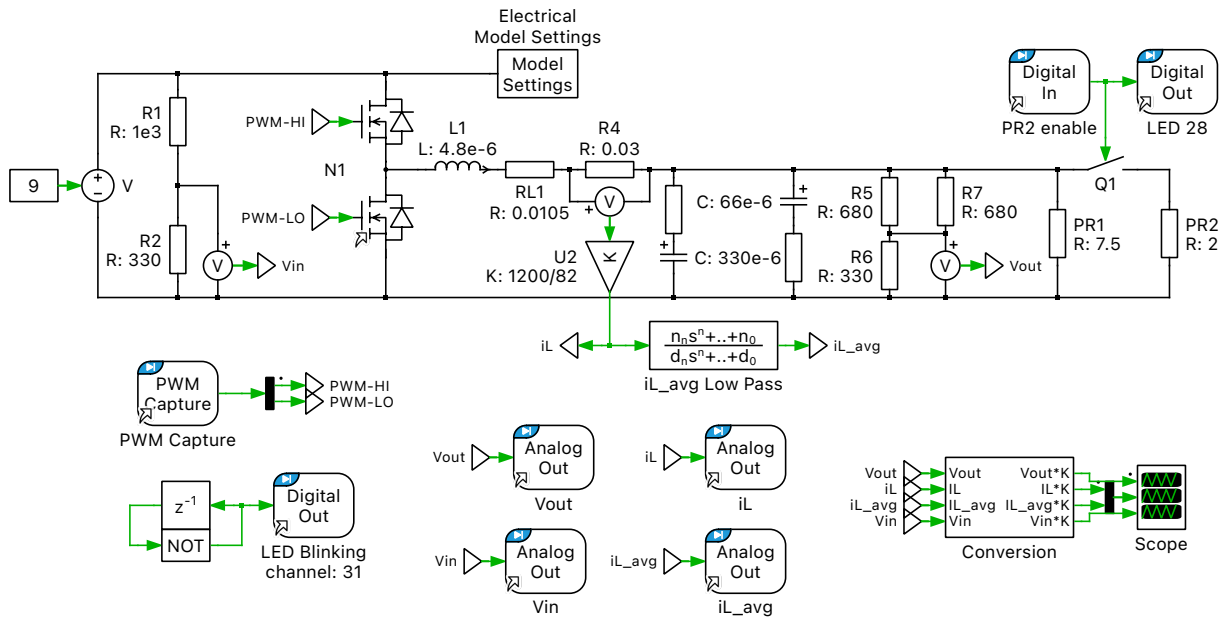 Electrical
Model Settings
Model
Settings
Digital
In
PR2 enable
Digital
Out
LED 28
R1
R: 1e3
PWM-HI
L1
L: 4.8e-6
R4
R: 0.03
N1
Q1
9
V
PWM-LO
RL1
R: 0.0105
V
C: 66e-6
R5
R: 680
R7
R: 680
R2
R: 330
V
Vin
U2
K: 1200/82
K
C: 330e-6
R6
R: 330
V
Vout
PR1
R: 7.5
PR2
R: 2
iL
nₙsⁿ+..+n₀
dₙsⁿ+..+d₀
iL_avg
iL_avg Low Pass
PWM
Capture
PWM Capture
PWM-HI
PWM-LO
Vout
Analog
Out
Vout
iL
Analog
Out
iL
z⁻¹
NOT
Digital
Out
LED Blinking
channel: 31
Vin
Analog
Out
Vin
iL_avg
Analog
Out
iL_avg
Vout
iL
iL_avg
Vin
Vout Vout*K
IL IL*K
IL_avg IL_avg*K
Vin Vin*K
Conversion
Scope